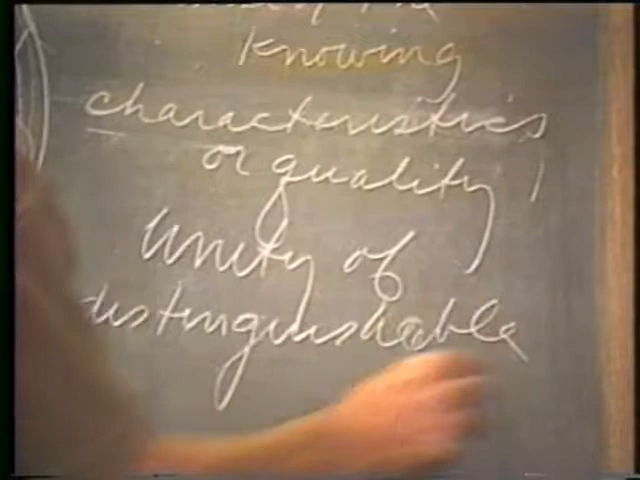 Knowing
characteristics
or quality
Unity of
distinguishable